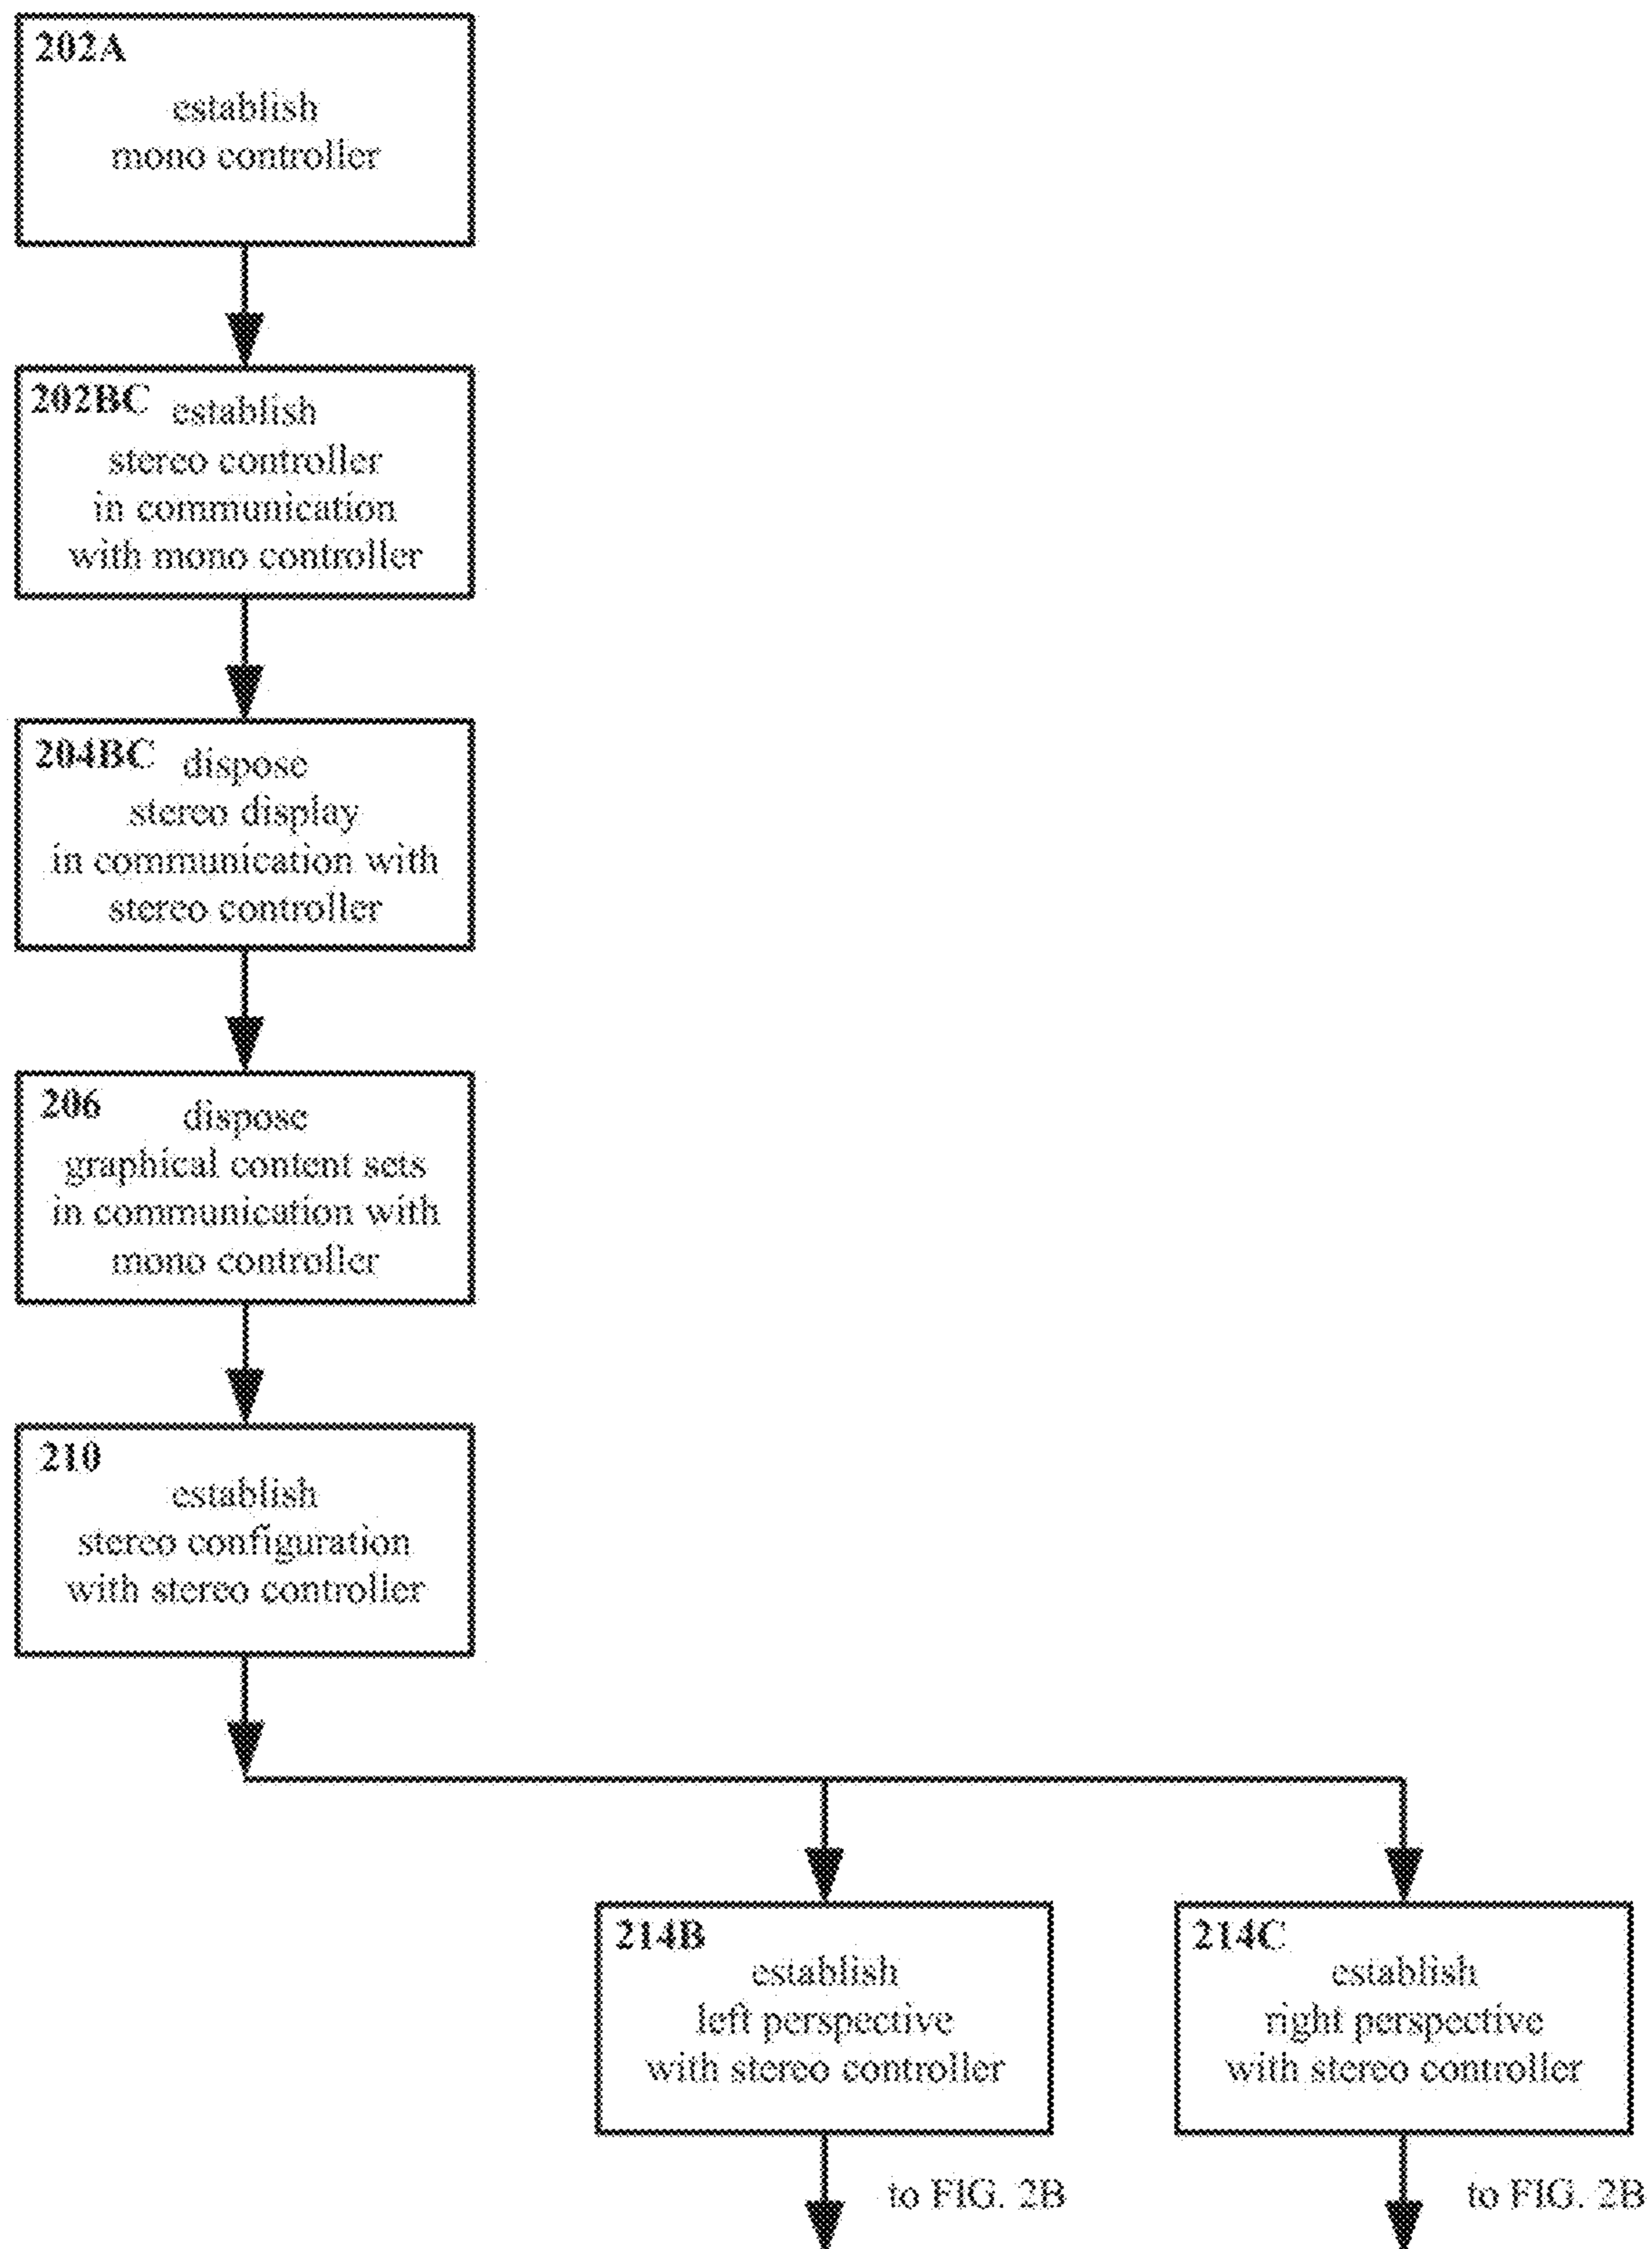 202A
establish
mono controller
202BC
establish
stereo controller
in communication
with mono controller
204BC
dispose
stereo display
in communication with
stereo controller
206
dispose
graphical content sets
in communication with
mono controller
210
establish
stereo configuration
with stereo controller
214B
establish
left perspective
with stereo controller
214C
establish
right perspective
with stereo controller
to FIG. 2B
to FIG. 2B